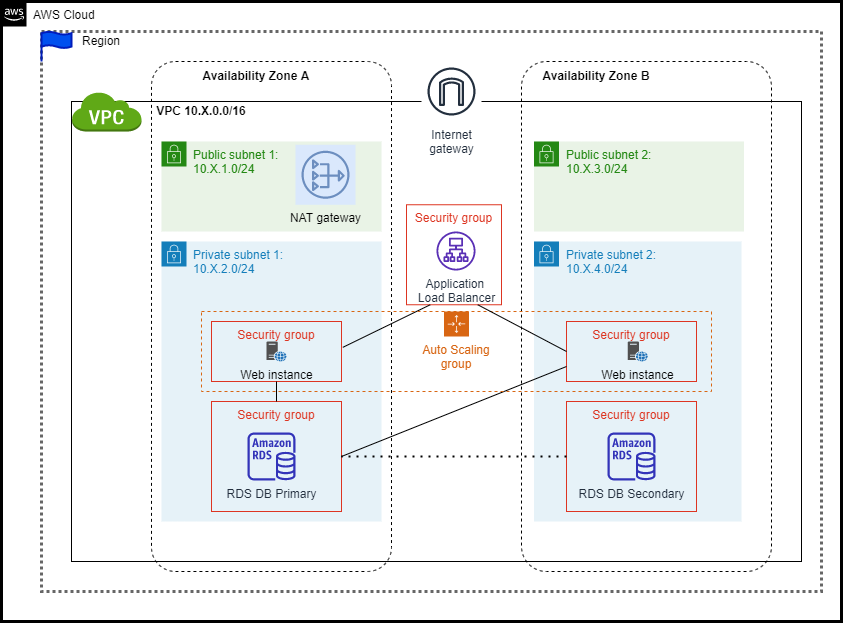 aws
AWS Cloud
Region
Availability Zone A
Availability Zone B
VPC
VPC 10.X.0.0/16
Internet
gateway
Public subnet 1:
10.X.1.0/24
NAT gateway
Public subnet 2:
10.X.3.0/24
Security group
Application
Load Balancer
Private subnet 1:
10.X.2.0/24
Private subnet 2:
10.X.4.0/24
Auto Scaling
group
Security group
Web instance
Security group
Web instance
Security group
Amazon
RDS
RDS DB Primary
Security group
Amazon
RDS
RDS DB Secondary